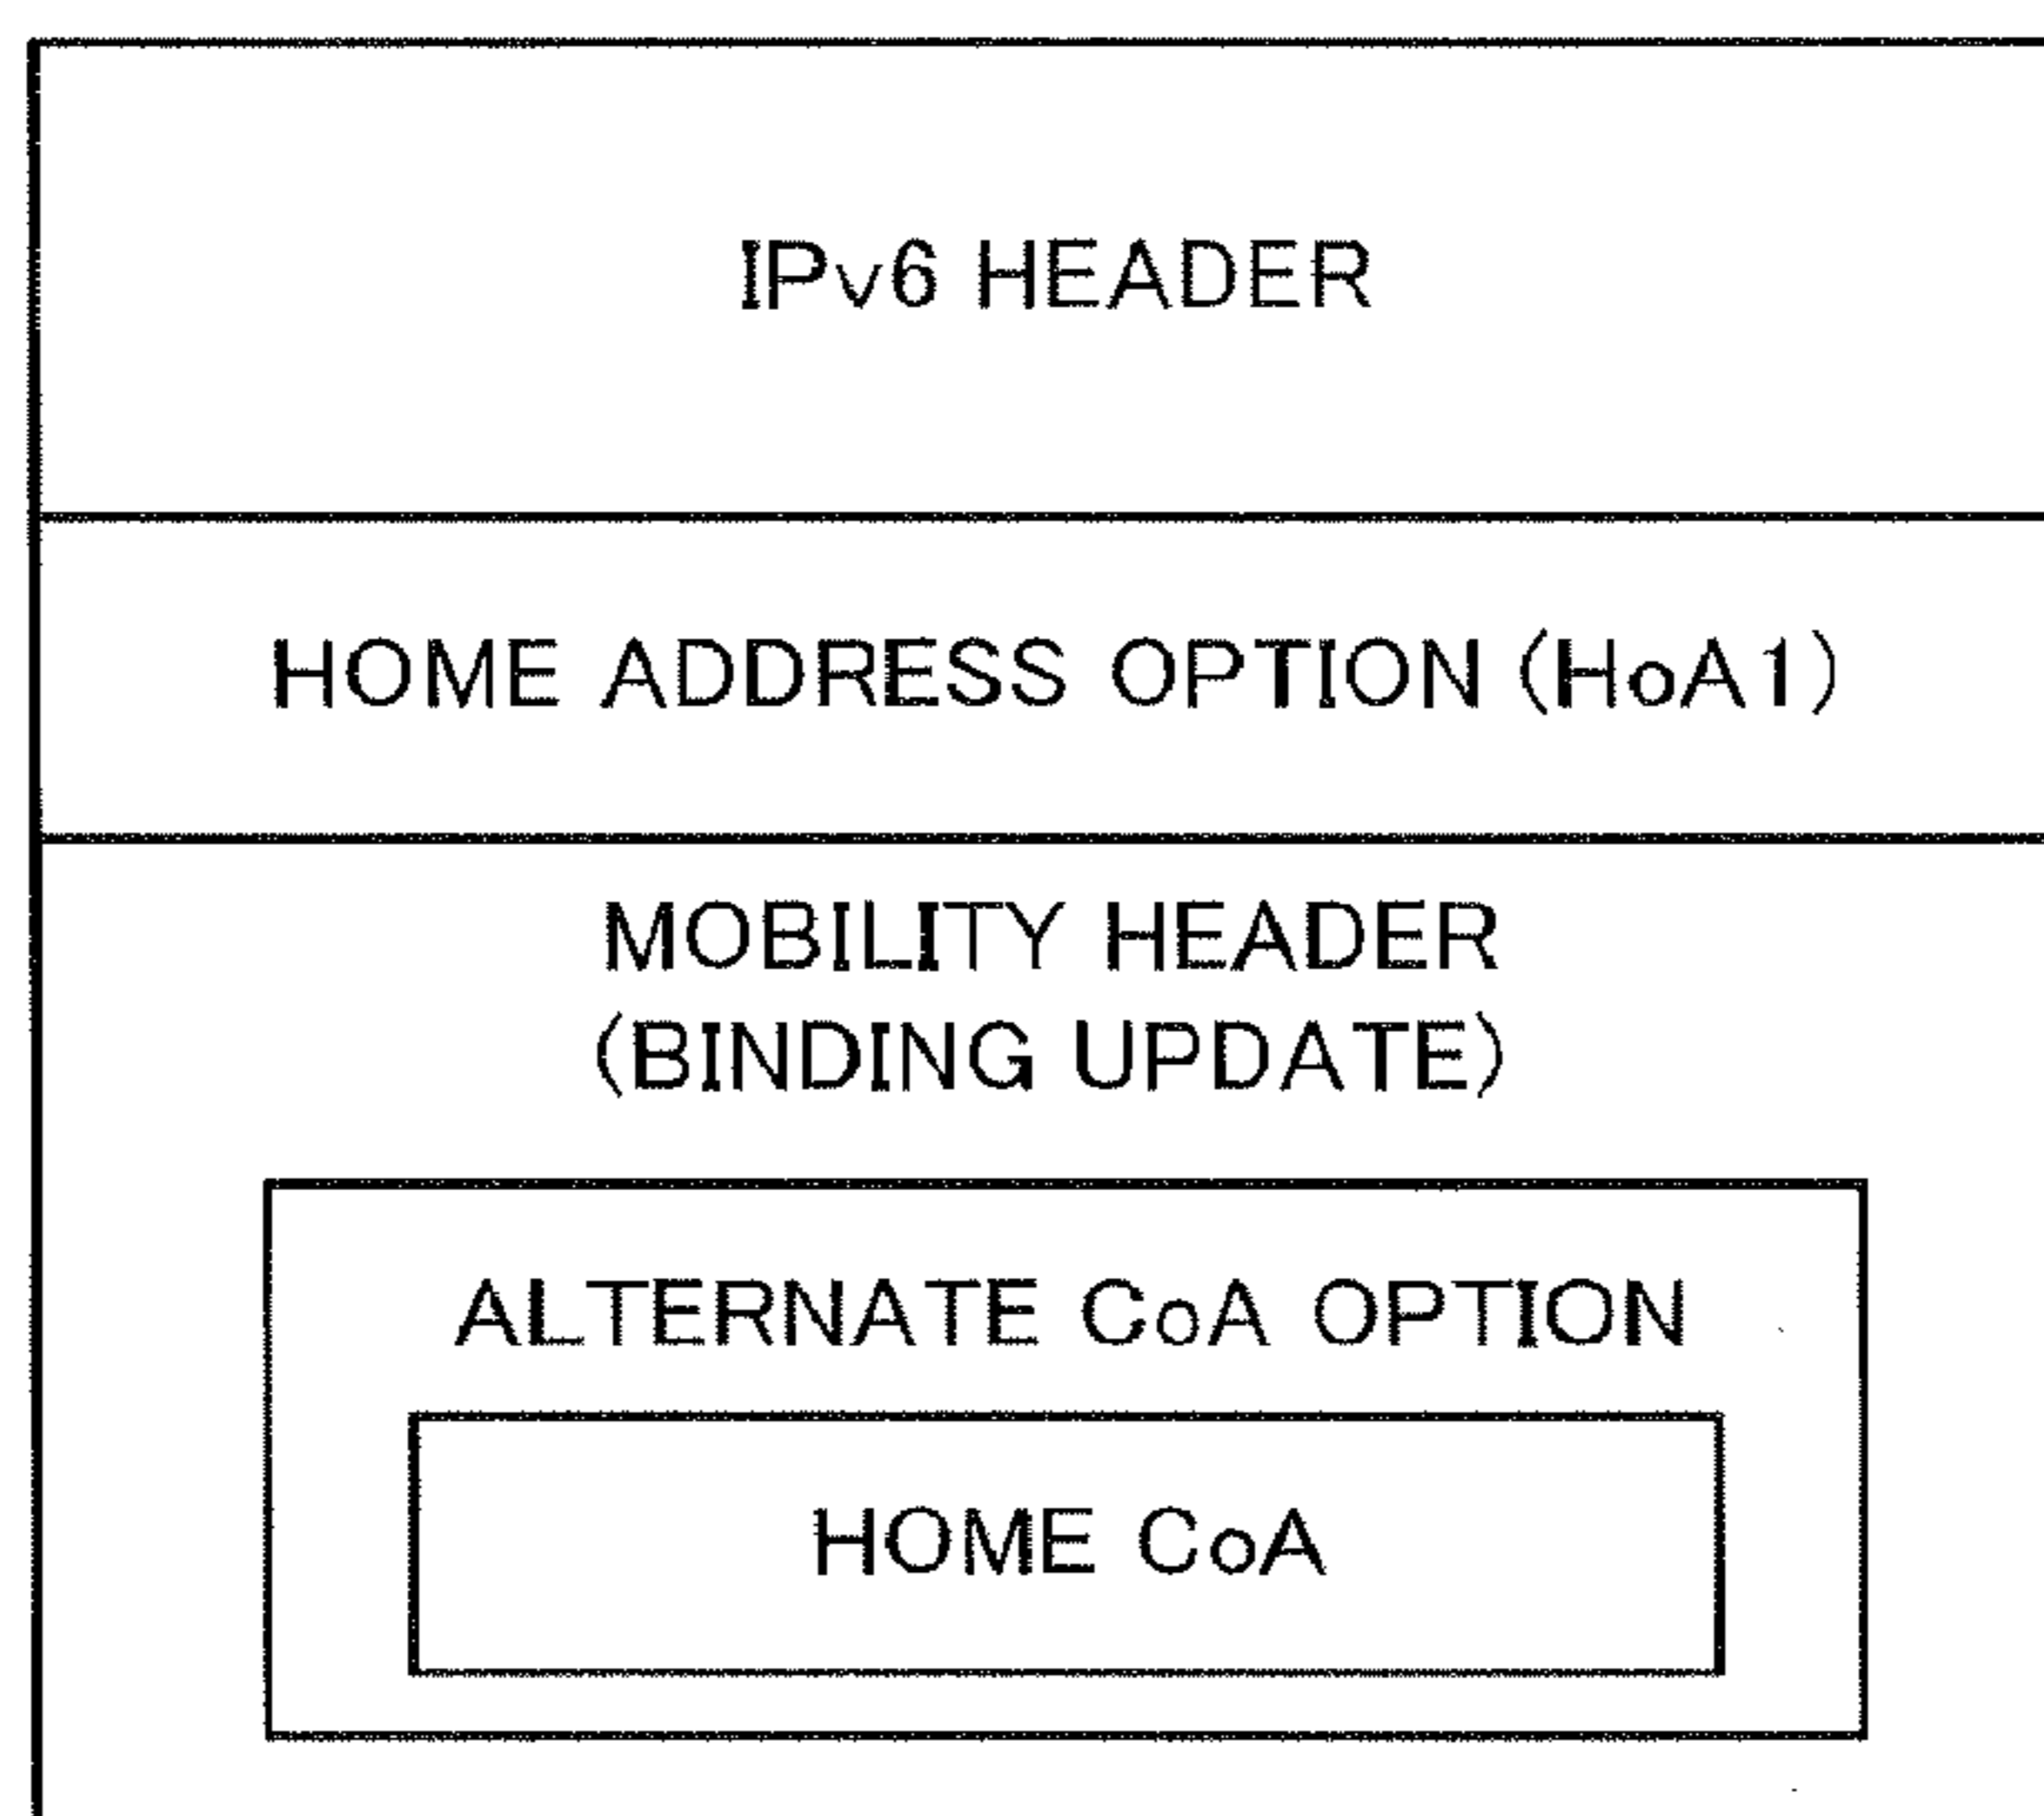 IPv6 HEADER
HOME ADDRESS OPTION (HoA1)
MOBILITY HEADER
(BINDING UPDATE)
ALTERNATE CoA OPTION
HOME CoA